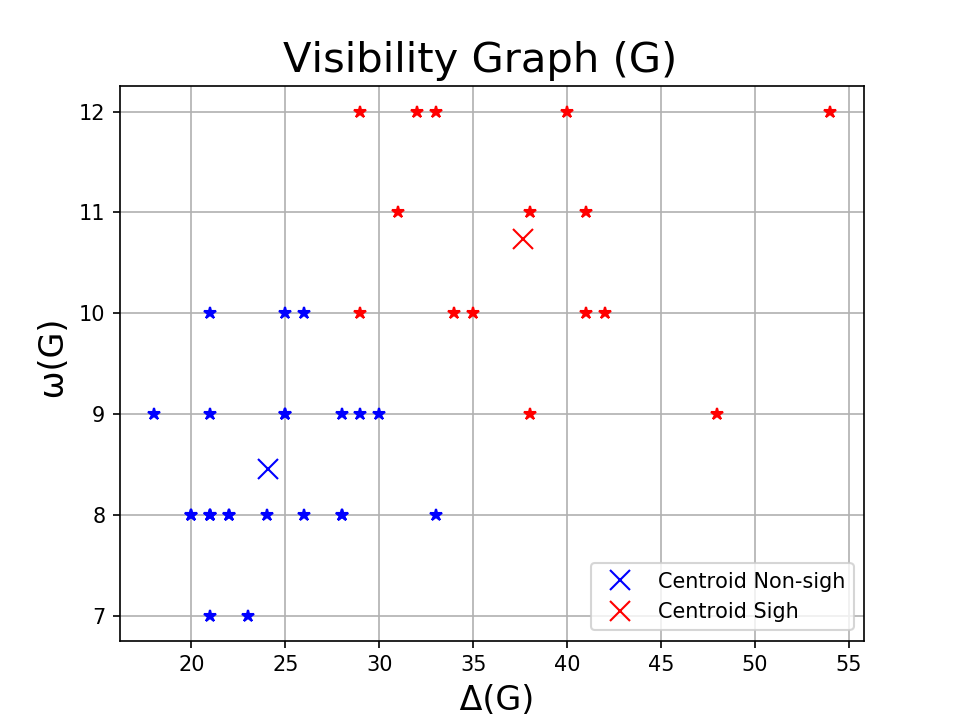 Visibility Graph (G)
12
11
10
9
8
7
ω(G)
20 25 30 35 40 45 50 55
Δ(G)
Centroid Non-sigh
Centroid Sigh